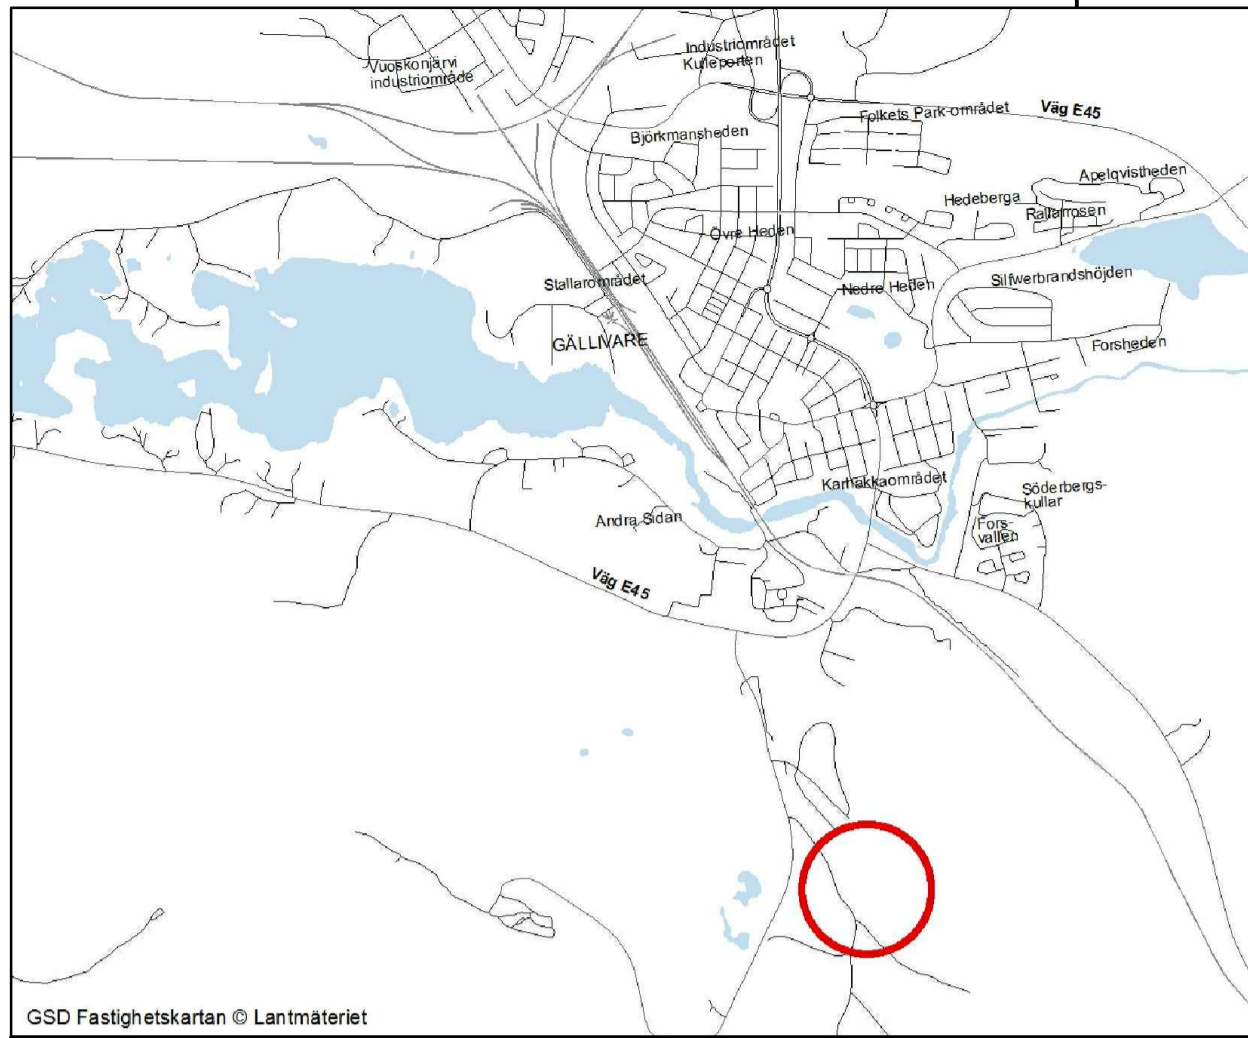 Industriområdet
Kulleporten
Vuoskonjärvi
industriområde
Väg E45
Folkets Park-området
Björkmansheden
Apelqvistheden
Hedeberga
Rallarrosen
Övre Heden
Stallarområdet
Silfwerbrandshöjden
Nedre Heden
GÄLLIVARE
Forsheden
Karhakkaområdet
Söderbergs-
kullar
Andra Sidan
Fors-
vallen
Väg E45
GSD Fastighetskartan © Lantmäteriet